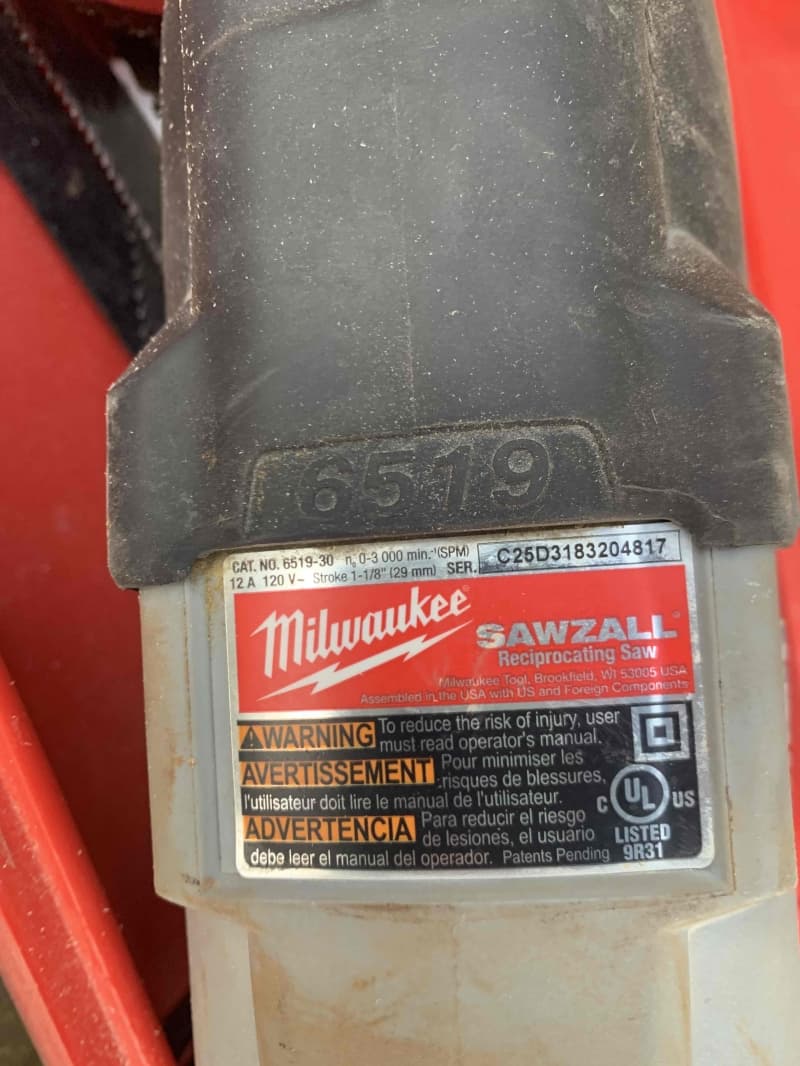 6519
CAT. NO. 6519-30 n₀ 0-3 000 min.⁻¹(SPM)
12 A 120 V~ Stroke 1-1/8" (29 mm) SER. C25D3183204817
Milwaukee®
SAWZALL®
Reciprocating Saw
Milwaukee Tool, Brookfield, WI 53005 USA
Assembled in the USA with US and Foreign Components
WARNING To reduce the risk of injury, user
must read operator's manual.
AVERTISSEMENT Pour minimiser les
risques de blessures,
l'utilisateur doit lire le manual de l'utilisateur.
ADVERTENCIA Para reducir el riesgo
de lesiones, el usuario
debe leer el manual del operador. Patents Pending
C UL US
LISTED
9R31